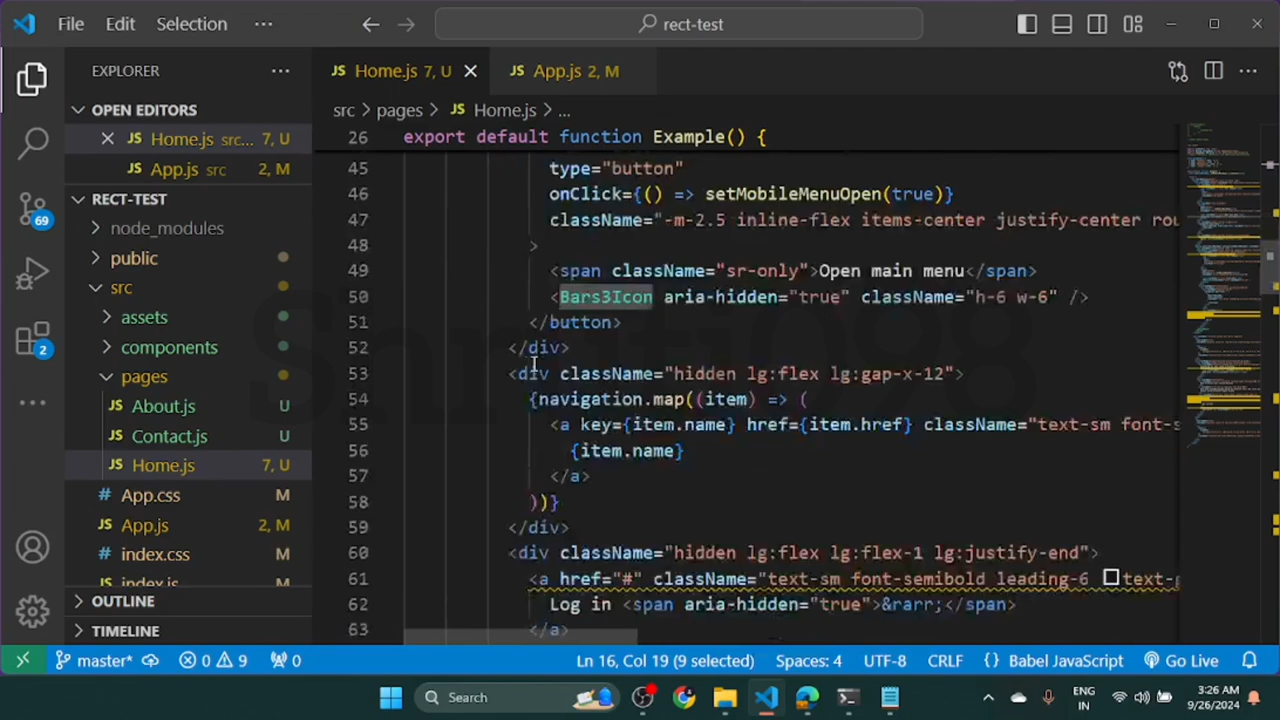 File Edit Selection ··· rect-test
EXPLORER ···
Home.js 7, U
App.js 2, M
OPEN EDITORS
src > pages > JS Home.js > ...
Home.js src... 7, U
26 export default function Example() {
App.js src 2, M
RECT-TEST
node_modules
public
src
assets
components
pages
About.js U
Contact.js U
Home.js 7, U
# App.css M
JS App.js 2, M
# index.css M
index.js
OUTLINE
TIMELINE
45 type="button"
46 onClick={() => setMobileMenuOpen(true)}
47 className="-m-2.5 inline-flex items-center justify-center rou
48 >
49 <span className="sr-only">Open main menu</span>
50 <Bars3Icon aria-hidden="true" className="h-6 w-6" />
51 </button>
52 </div>
53 <div className="hidden lg:flex lg:gap-x-12">
54 {navigation.map((item) => (
55 <a key={item.name} href={item.href} className="text-sm font-s
56 {item.name}
57 </a>
58 ))}
59 </div>
60 <div className="hidden lg:flex lg:flex-1 lg:justify-end">
61 <a href="#" className="text-sm font-semibold leading-6 text-g
62 Log in <span aria-hidden="true">&rarr;</span>
63 </a>
69
2
master* 0 9 0 Ln 16, Col 19 (9 selected) Spaces: 4 UTF-8 CRLF {} Babel JavaScript Go Live
Search ENG IN 3:26 AM 9/26/2024